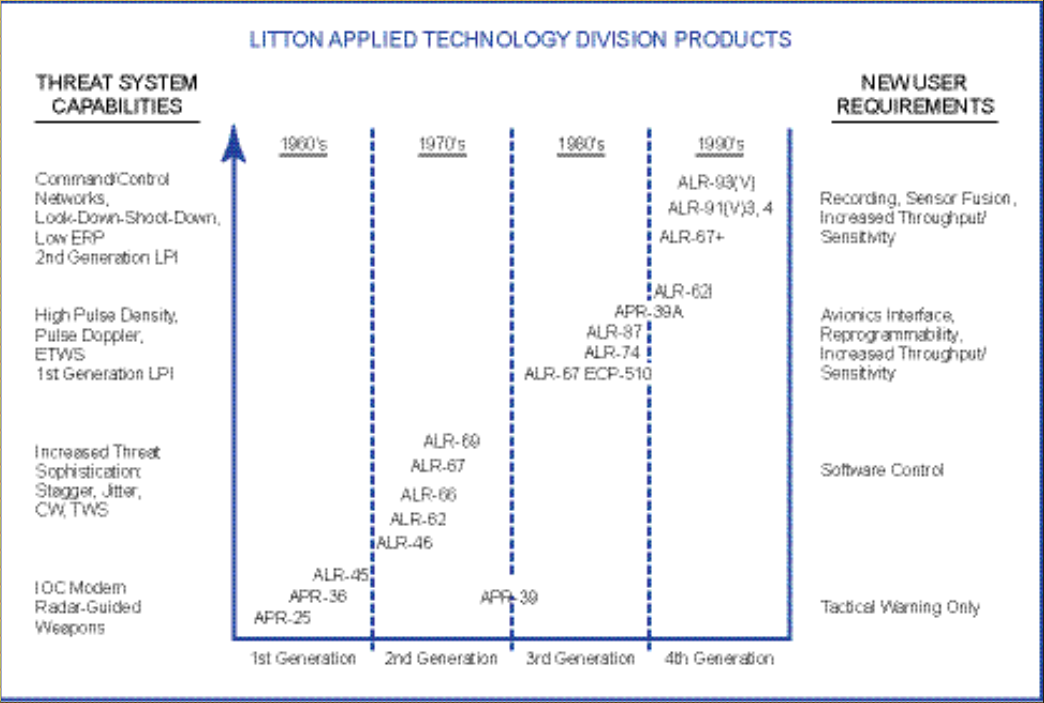 LITTON APPLIED TECHNOLOGY DIVISION PRODUCTS
THREAT SYSTEM
CAPABILITIES
NEW USER
REQUIREMENTS
1960's
1970's
1980's
1990's
Command/Control
Networks,
Look-Down-Shoot-Down,
Low ERP
2nd Generation LPI
ALR-93(V)
ALR-91(V)3, 4
ALR-67+
Recording, Sensor Fusion,
Increased Throughput/
Sensitivity
High Pulse Density,
Pulse Doppler,
ETWS
1st Generation LPI
ALR-62I
APR-39A
ALR-87
ALR-74
ALR-67 ECP-510
Avionics Interface,
Reprogrammability,
Increased Throughput/
Sensitivity
Increased Threat
Sophistication:
Stagger, Jitter,
CW, TWS
ALR-69
ALR-67
ALR-66
ALR-62
ALR-46
Software Control
IOC Modern
Radar-Guided
Weapons
ALR-45
APR-36
APR-25
APR-39
Tactical Warning Only
1st Generation
2nd Generation
3rd Generation
4th Generation